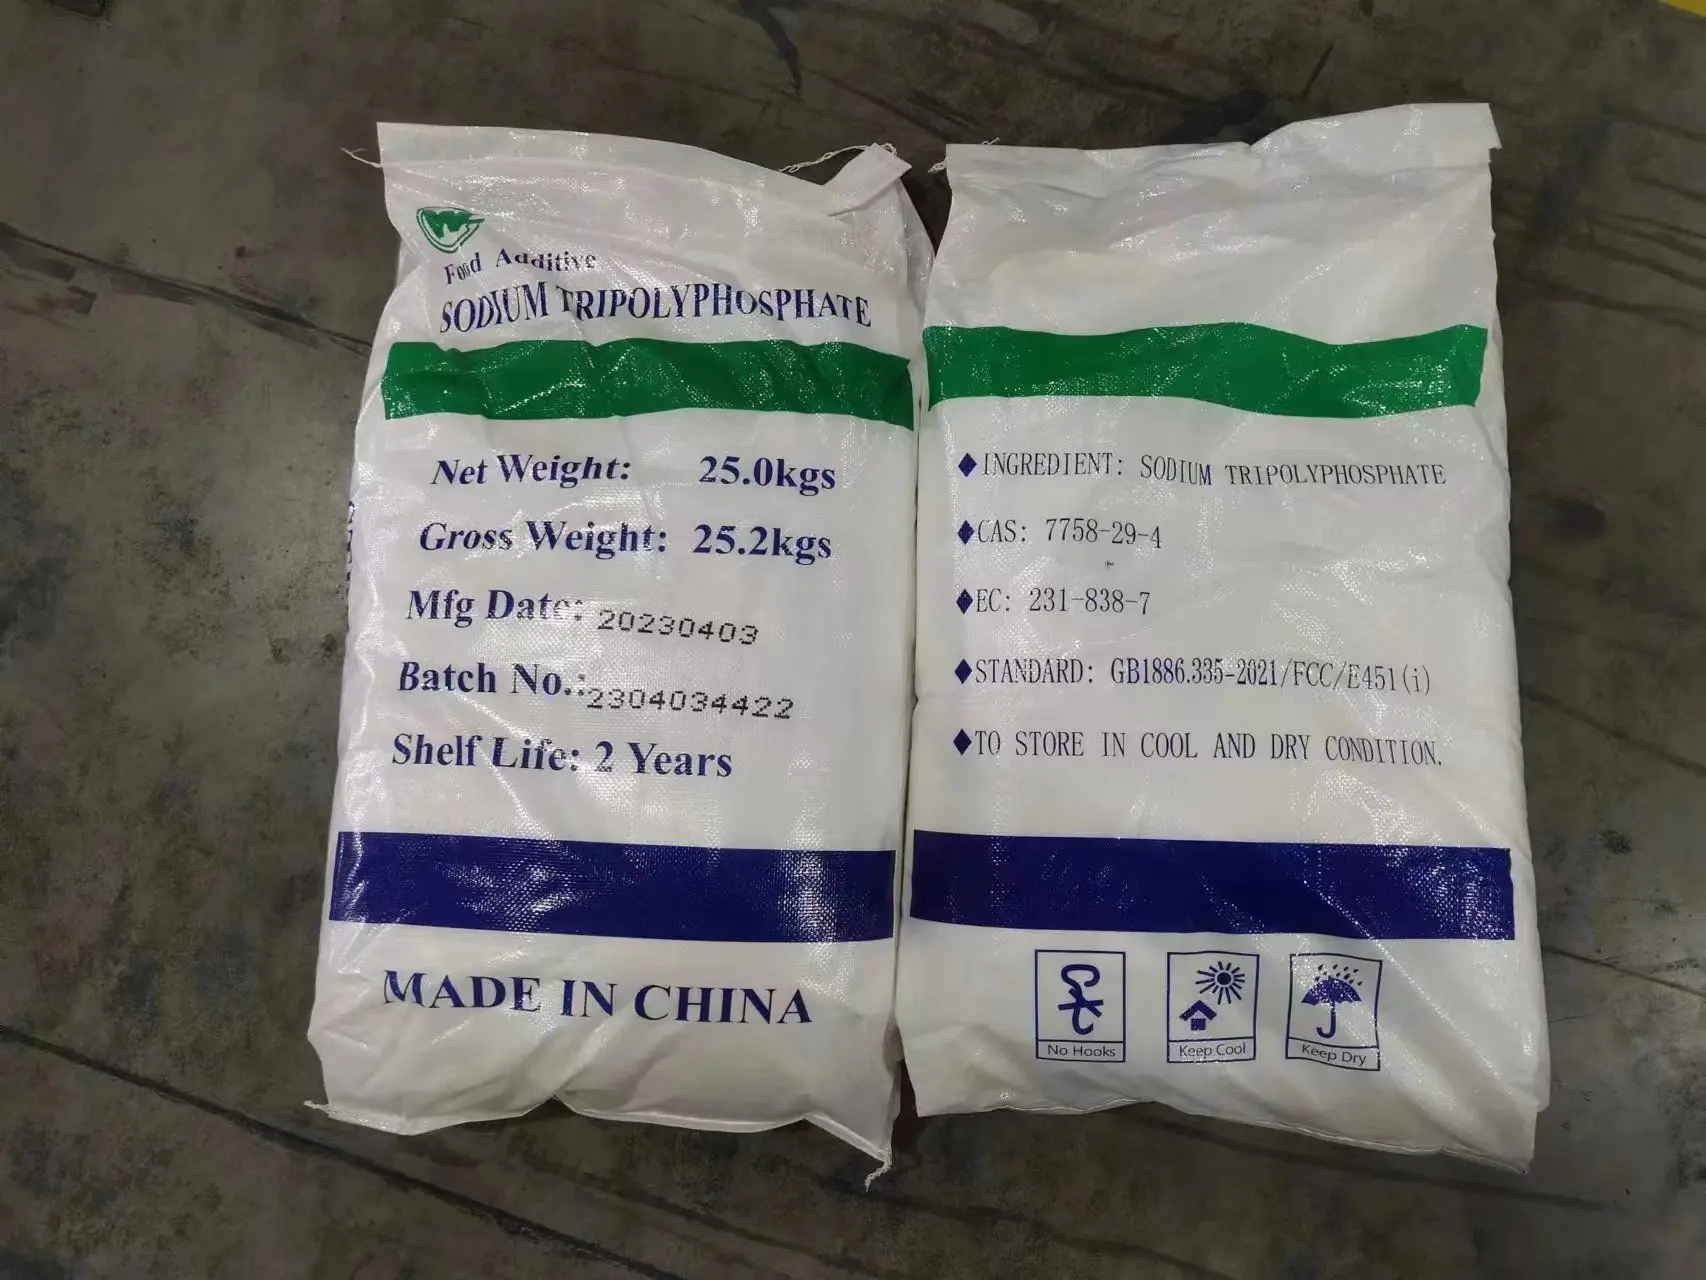 Food Additive
SODIUM TRIPOLYPHOSPHATE
Net Weight: 25.0kgs
Gross Weight: 25.2kgs
Mfg Date: 20230403
Batch No.: 2304034422
Shelf Life: 2 Years
MADE IN CHINA
◆INGREDIENT: SODIUM TRIPOLYPHOSPHATE
◆CAS: 7758-29-4
◆EC: 231-838-7
◆STANDARD: GB1886.335-2021/FCC/E451(i)
◆TO STORE IN COOL AND DRY CONDITION.
No Hooks
Keep Cool
Keep Dry